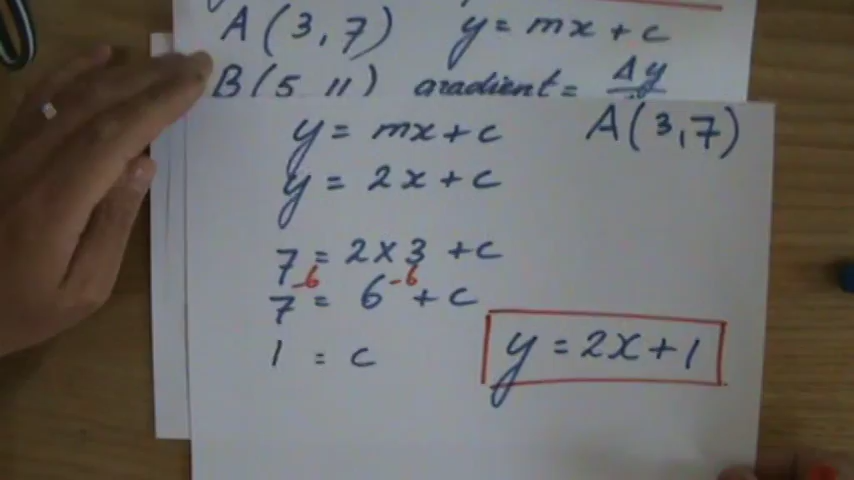 A (3,7) y = mx + c
B (5 11) gradient = Δy
y = mx + c A (3,7)
y = 2x + c
7 = 2 x 3 + c
-6 -6
7 = 6 + c
1 = c
y = 2x + 1